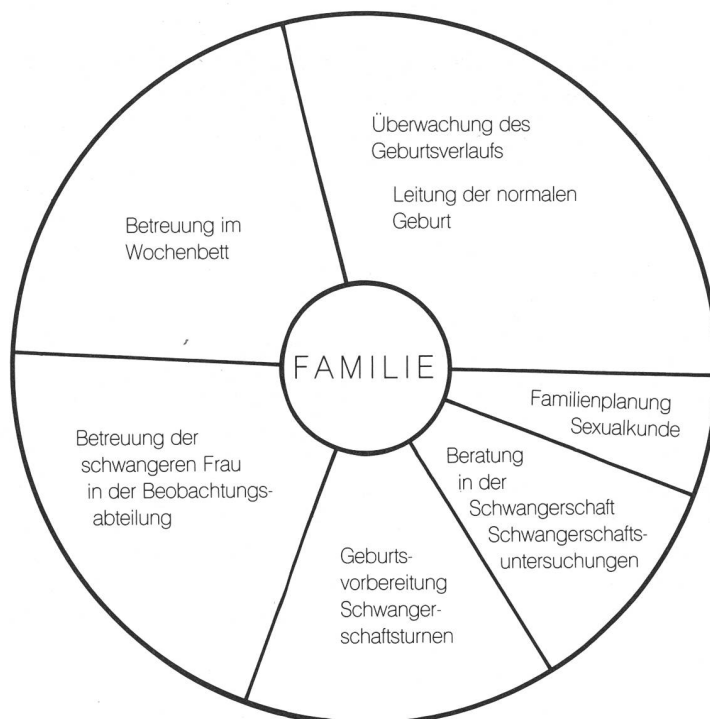 Überwachung des
Geburtsverlaufs
Leitung der normalen
Geburt
Betreuung im
Wochenbett
FAMILIE
Familienplanung
Sexualkunde
Beratung
in der
Schwangerschaft
Schwangerschafts-
untersuchungen
Betreuung der
schwangeren Frau
in der Beobachtungs-
abteilung
Geburts-
vorbereitung
Schwanger-
schaftsturnen